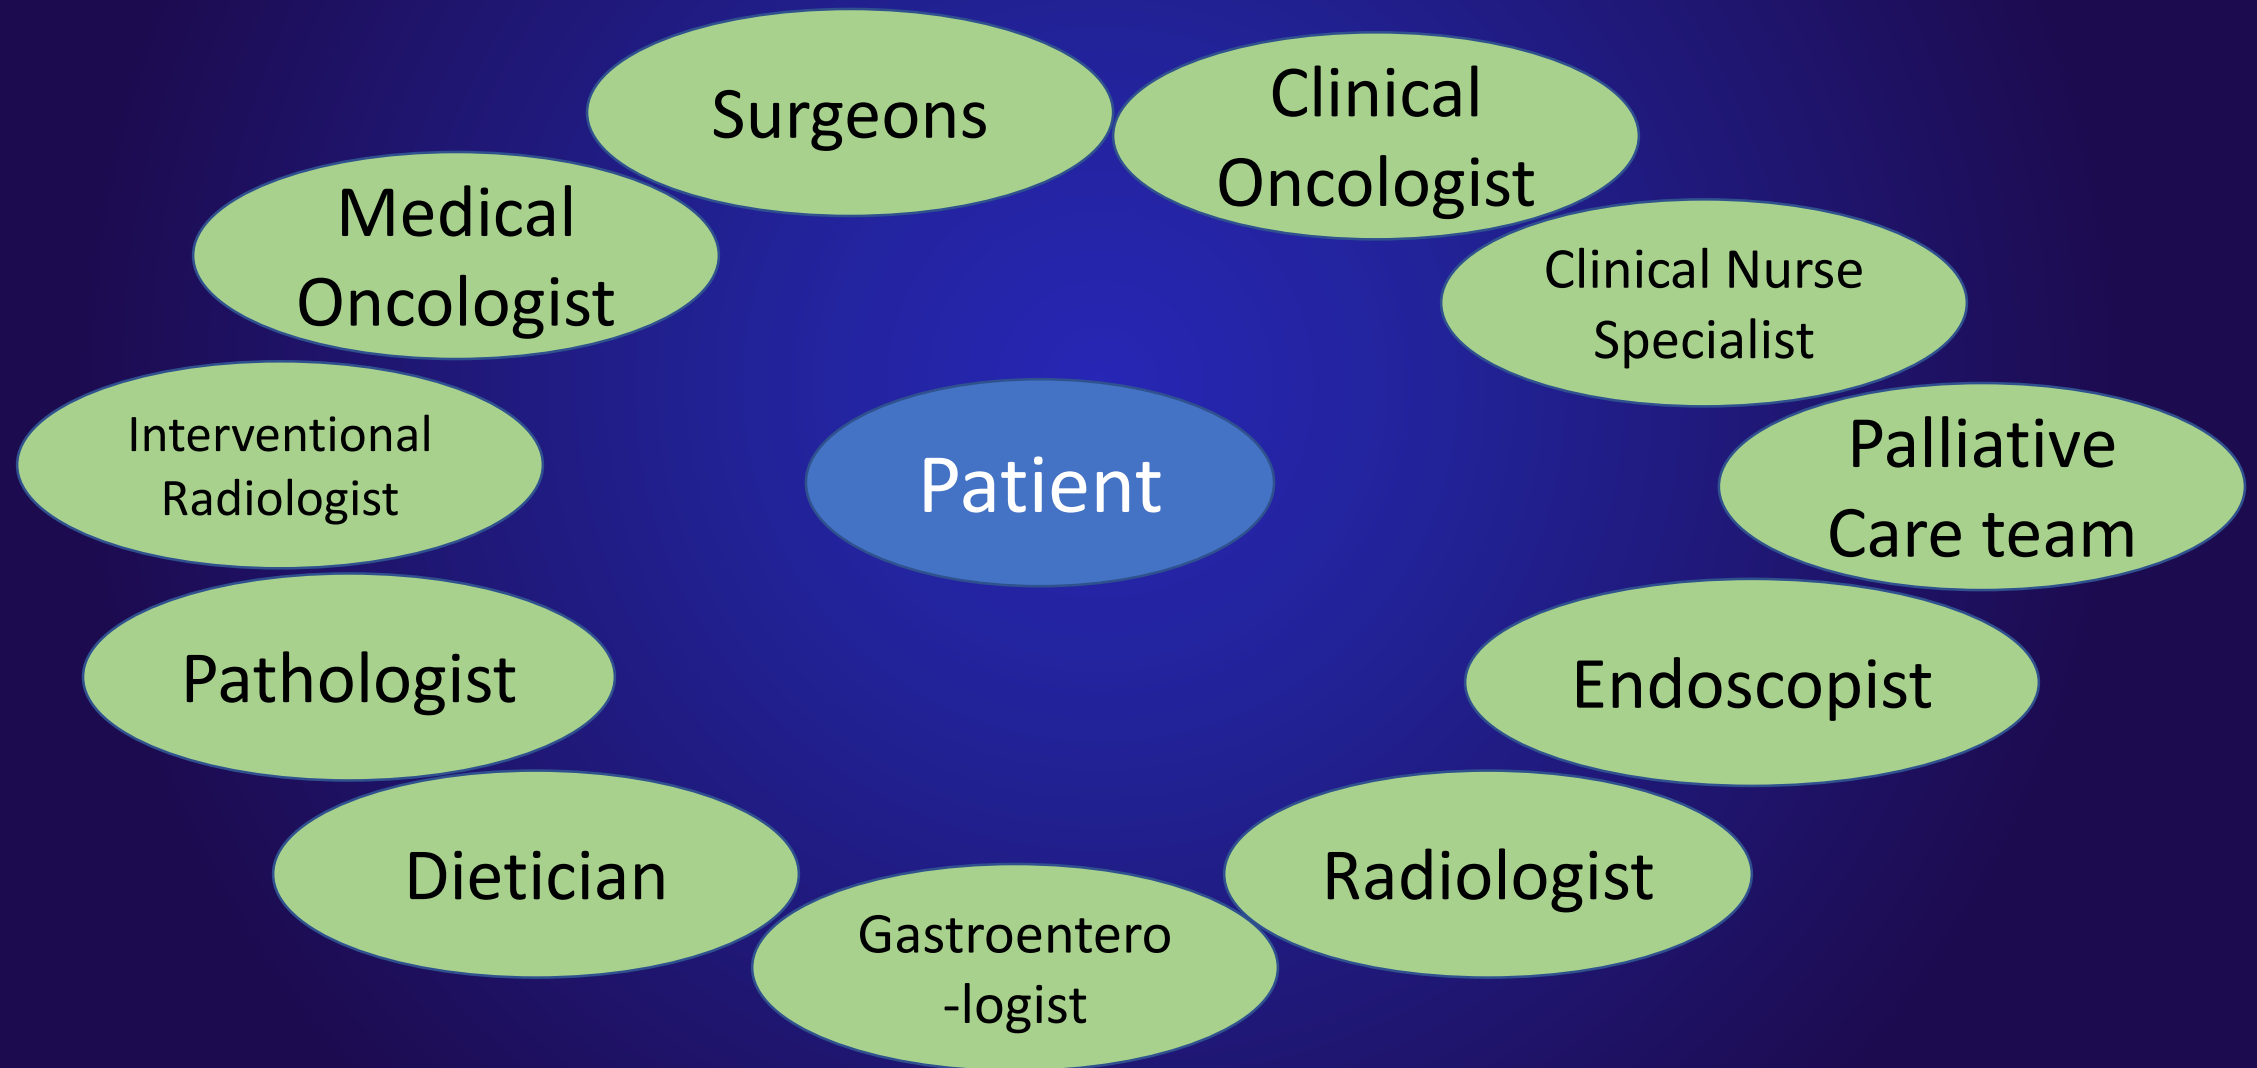 Surgeons
Clinical
Oncologist
Medical
Oncologist
Clinical Nurse
Specialist
Interventional
Radiologist
Patient
Palliative
Care team
Pathologist
Endoscopist
Dietician
Radiologist
Gastroentero
-logist